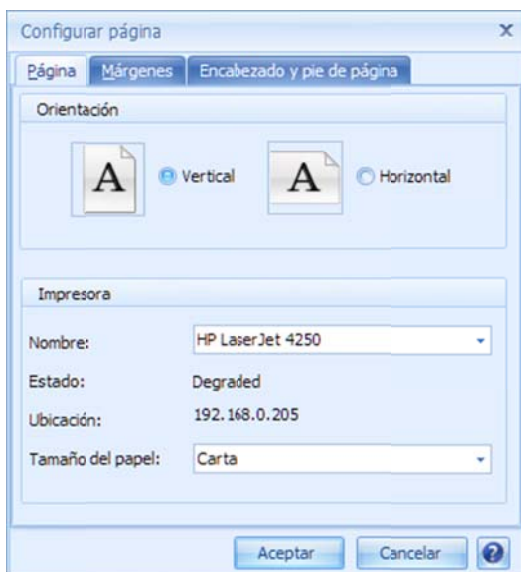 Configurar página
Página Márgenes Encabezado y pie de página
Orientación
A Vertical A Horizontal
Impresora
Nombre: HP LaserJet 4250
Estado: Degraded
Ubicación: 192.168.0.205
Tamaño del papel: Carta
Aceptar Cancelar ?